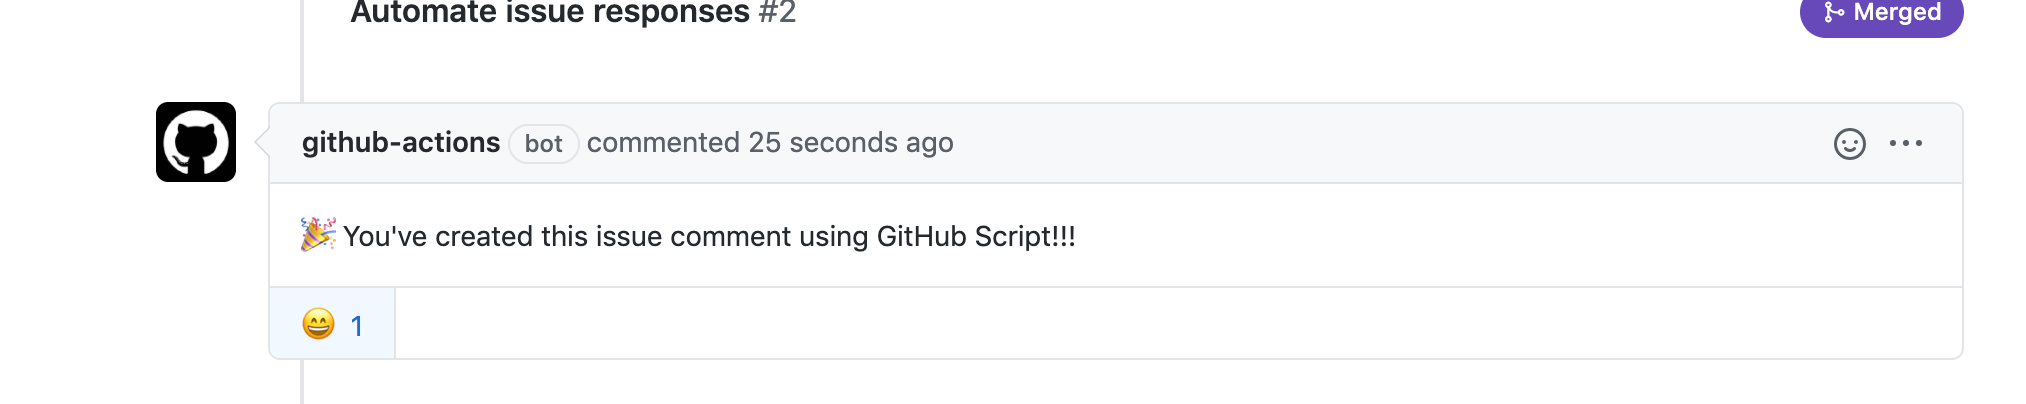 Automate issue responses #2
Merged
github-actions bot commented 25 seconds ago
🎉 You've created this issue comment using GitHub Script!!!
😄 1